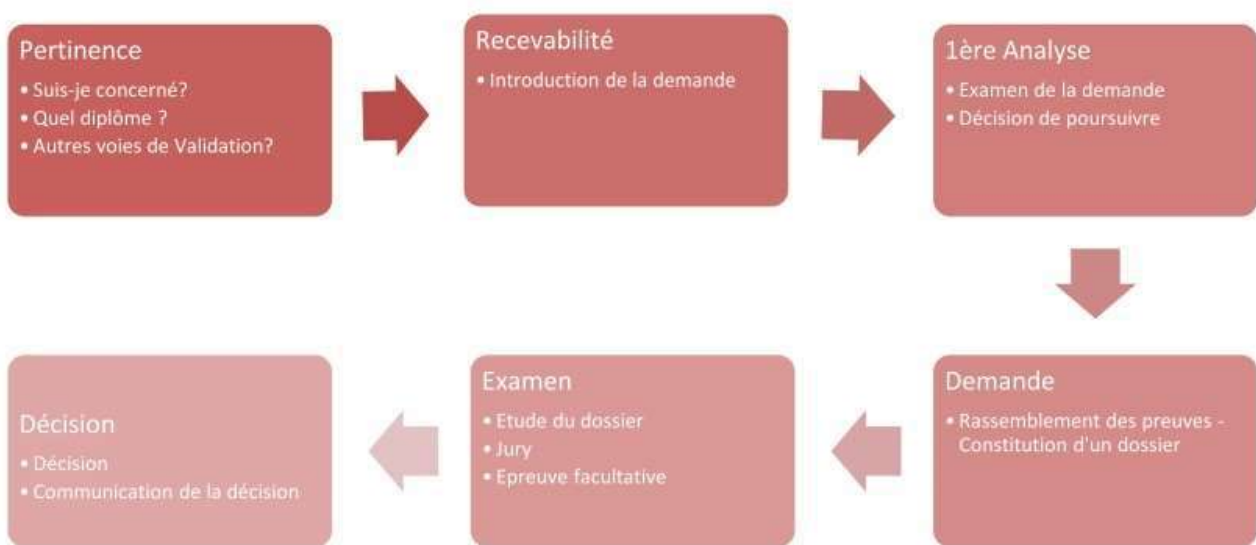 Pertinence
• Suis-je concerné?
• Quel diplôme ?
• Autres voies de Validation?
Recevabilité
• Introduction de la demande
1ère Analyse
• Examen de la demande
• Décision de poursuivre
Demande
• Rassemblement des preuves -
Constitution d'un dossier
Examen
• Etude du dossier
• Jury
• Epreuve facultative
Décision
• Décision
• Communication de la décision